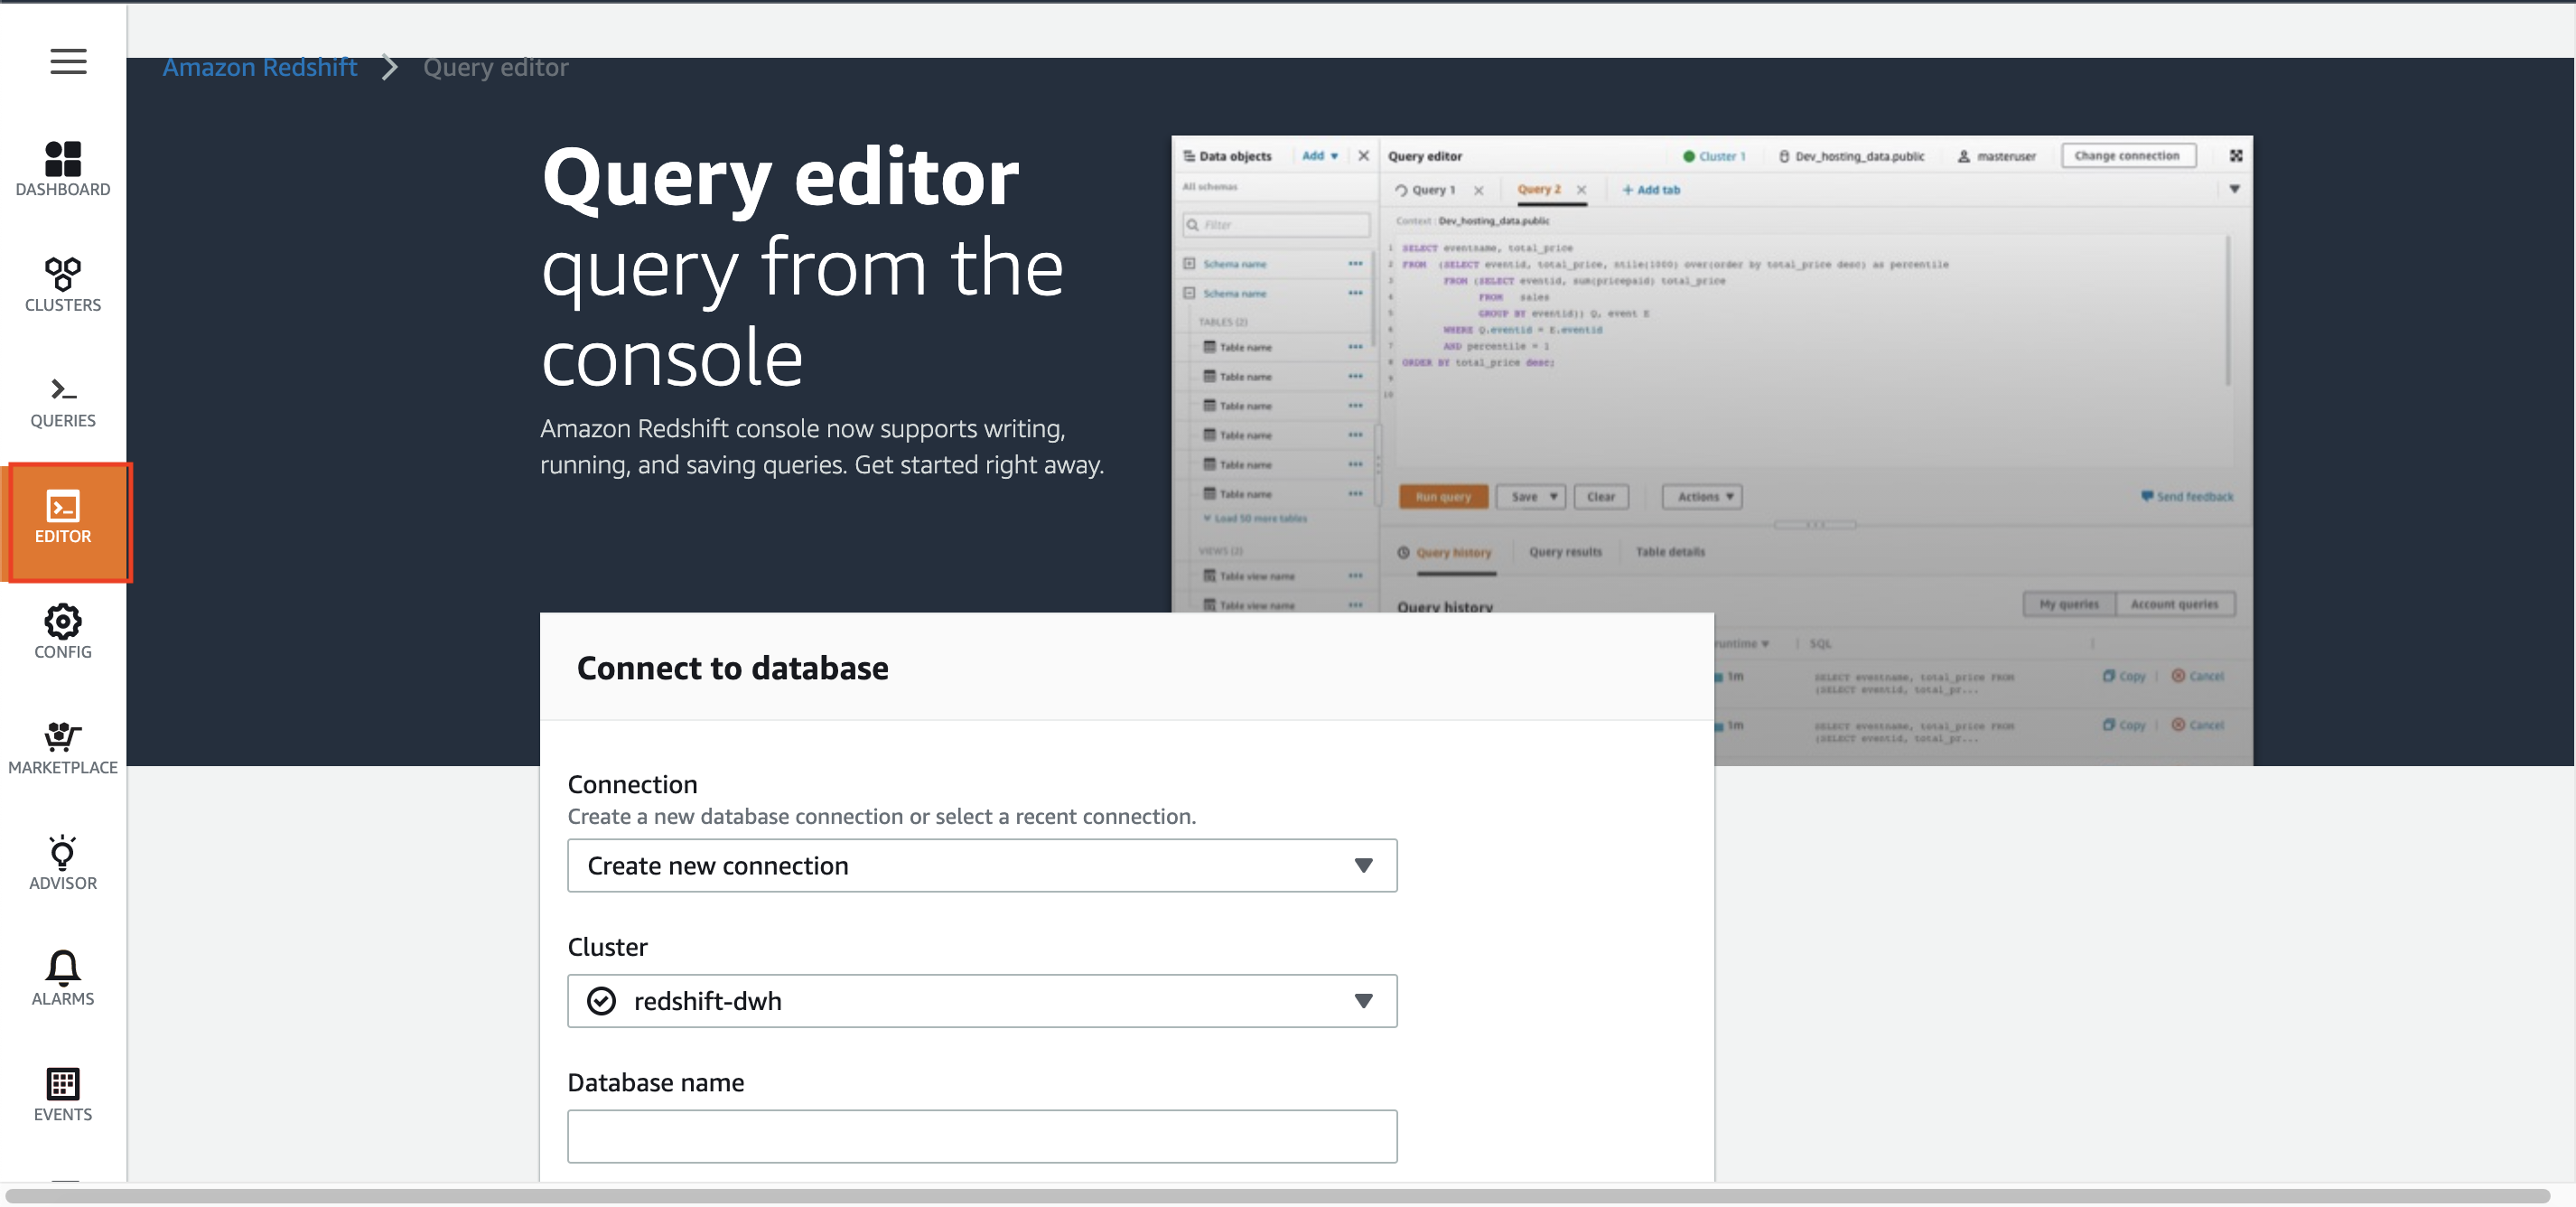 Amazon Redshift > Query editor
DASHBOARD
CLUSTERS
QUERIES
EDITOR
CONFIG
MARKETPLACE
ADVISOR
ALARMS
EVENTS
Query editor
query from the
console
Amazon Redshift console now supports writing,
running, and saving queries. Get started right away.
Data objects Add
All schemas
Filter
Schema name
Schema name
TABLES (2)
Table name
Table name
Table name
Table name
Table name
Table name
Load 50 more tables
VIEWS (2)
Table view name
Table view name
Query editor Cluster 1 Dev_hosting_data.public masteruser Change connection
Query 1 Query 2 + Add tab
Context : Dev_hosting_data.public
1 SELECT eventname, total_price
2 FROM (SELECT eventid, total_price, ntile(1000) over(order by total_price desc) as percentile
3 FROM (SELECT eventid, sum(pricepaid) total_price
4 FROM sales
5 GROUP BY eventid)) Q, event E
6 WHERE Q.eventid = E.eventid
7 AND percentile = 1
8 ORDER BY total_price desc;
9
10
Run query Save Clear Actions Send feedback
Query history Query results Table details
Query history My queries Account queries
runtime SQL
1m SELECT eventname, total_price FROM Copy Cancel
(SELECT eventid, total_pr...
1m SELECT eventname, total_price FROM Copy Cancel
(SELECT eventid, total_pr...
Connect to database
Connection
Create a new database connection or select a recent connection.
Create new connection
Cluster
redshift-dwh
Database name